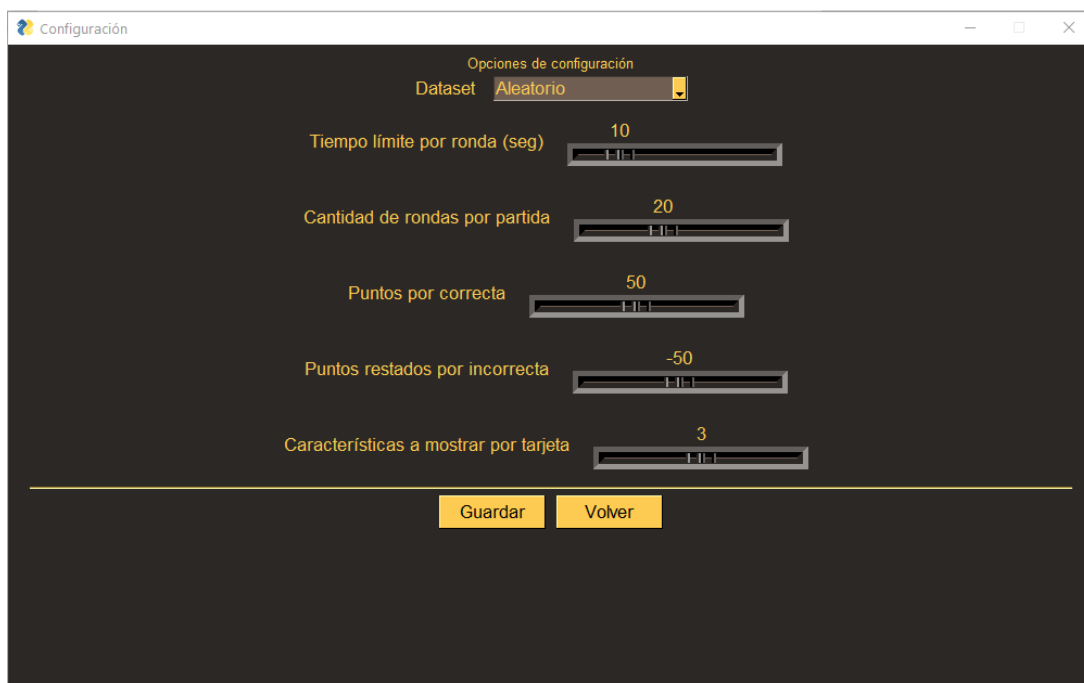 Configuración
Opciones de configuración
Dataset Aleatorio
10
Tiempo límite por ronda (seg)
20
Cantidad de rondas por partida
50
Puntos por correcta
-50
Puntos restados por incorrecta
3
Características a mostrar por tarjeta
Guardar Volver